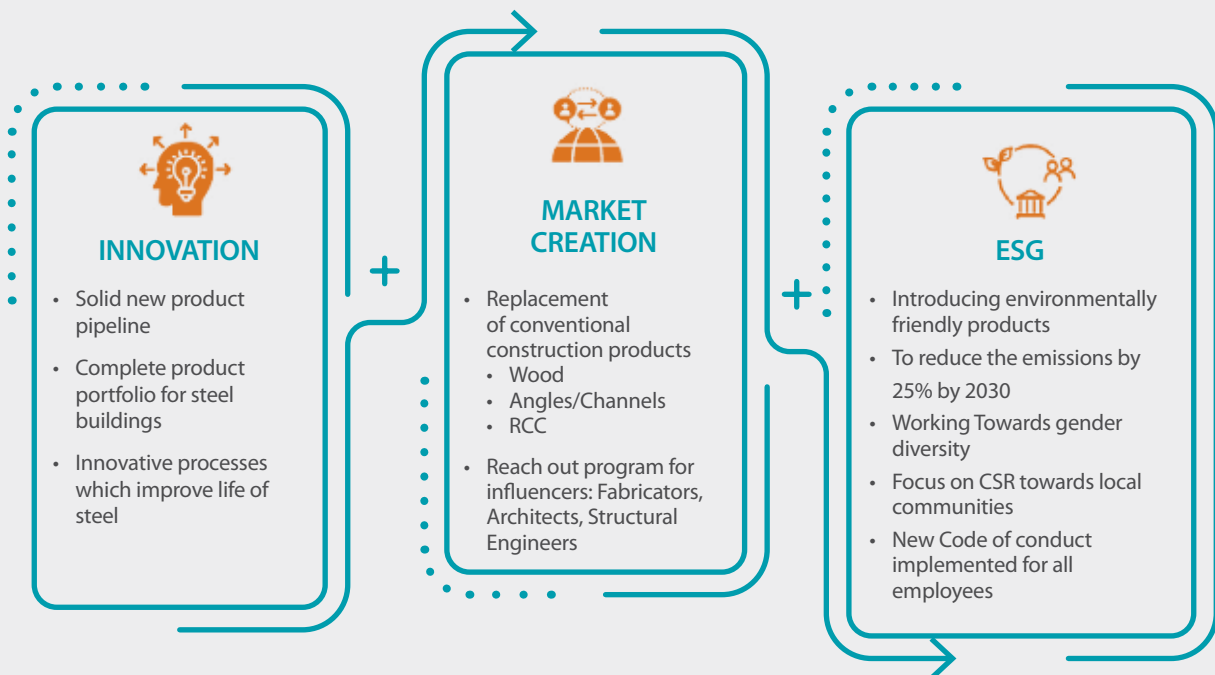 INNOVATION
• Solid new product
pipeline
• Complete product
portfolio for steel
buildings
• Innovative processes
which improve life of
steel
+
MARKET
CREATION
• Replacement
of conventional
construction products
• Wood
• Angles/Channels
• RCC
• Reach out program for
influencers: Fabricators,
Architects, Structural
Engineers
+
ESG
• Introducing environmentally
friendly products
• To reduce the emissions by
25% by 2030
• Working Towards gender
diversity
• Focus on CSR towards local
communities
• New Code of conduct
implemented for all
employees